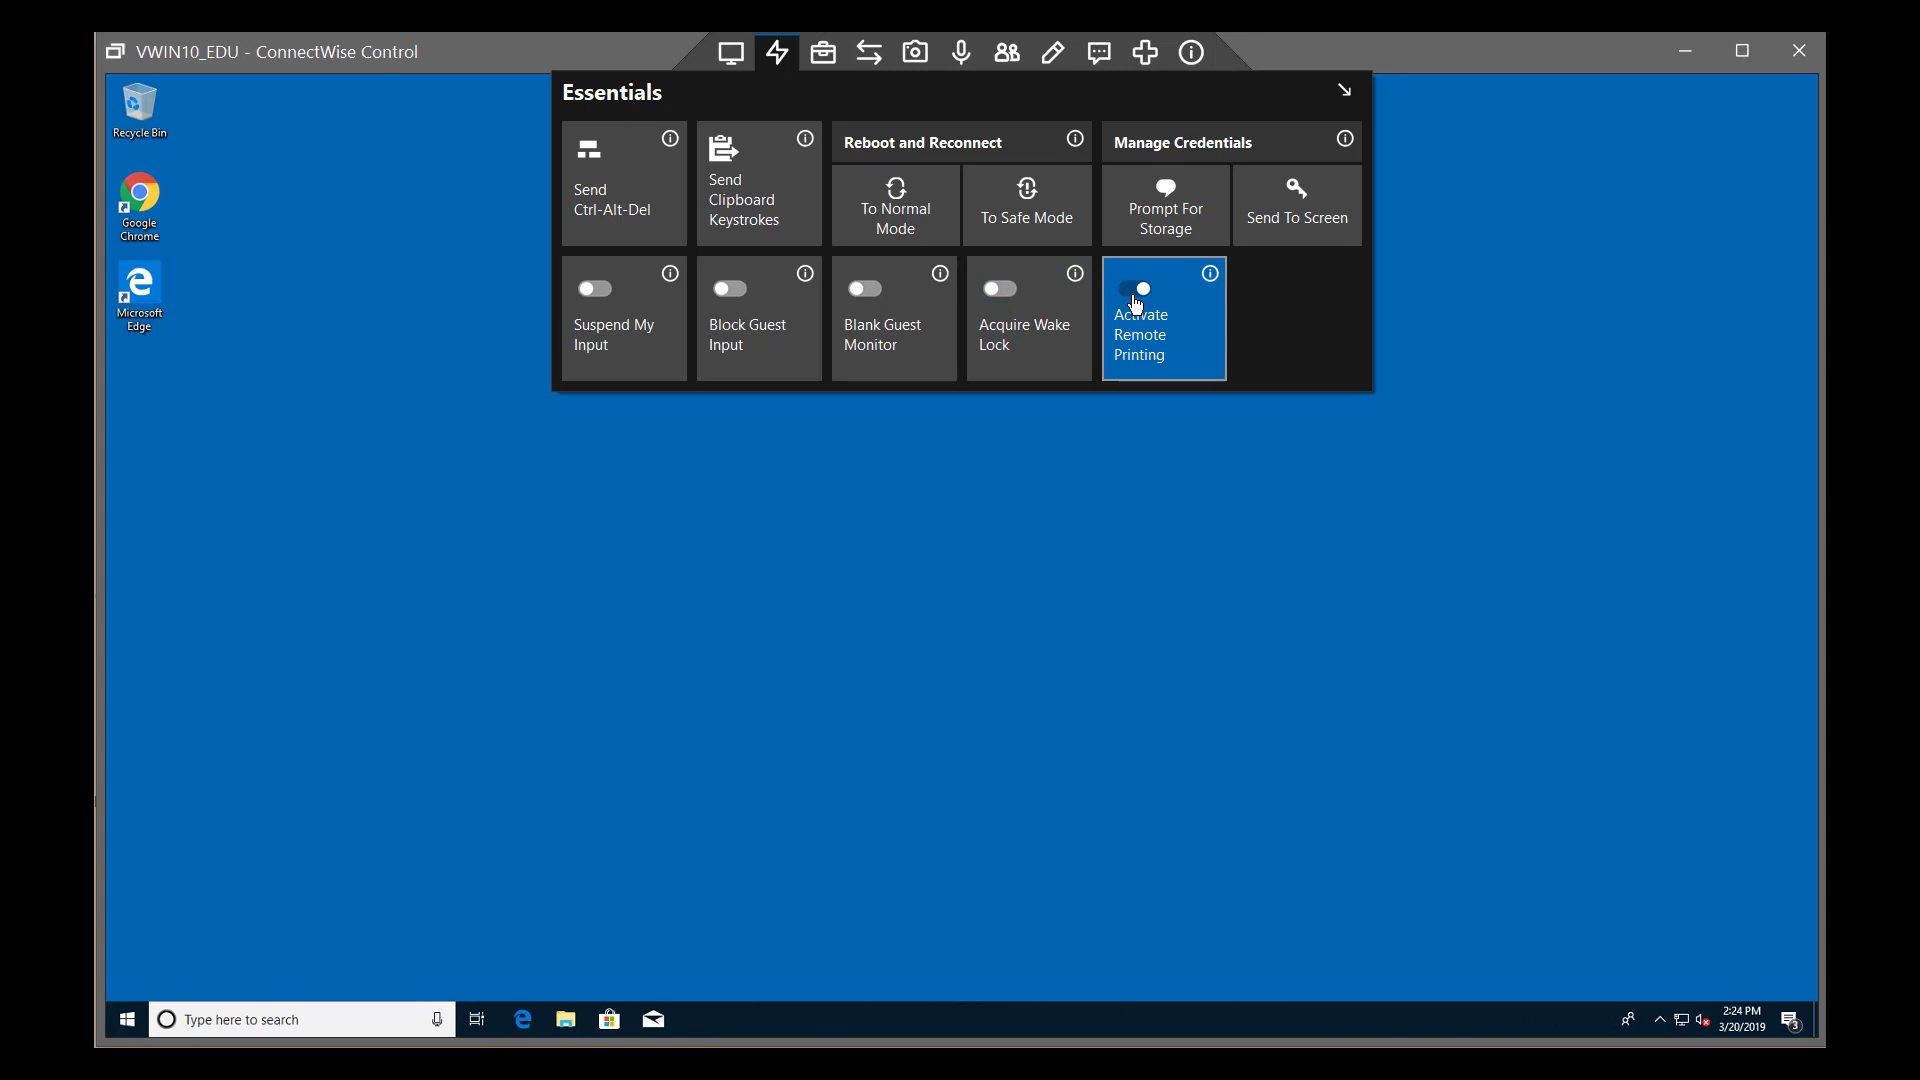 VWIN10_EDU - ConnectWise Control
Essentials
Send
Ctrl-Alt-Del
Send
Clipboard
Keystrokes
Reboot and Reconnect
To Normal
Mode
To Safe Mode
Manage Credentials
Prompt For
Storage
Send To Screen
Suspend My
Input
Block Guest
Input
Blank Guest
Monitor
Acquire Wake
Lock
Activate
Remote
Printing
Recycle Bin
Google
Chrome
Microsoft
Edge
Type here to search
2:24 PM
3/20/2019
3